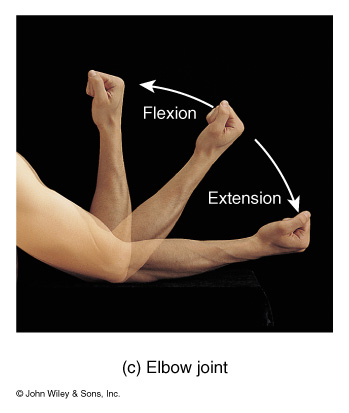 Flexion
Extension
(c) Elbow joint
© John Wiley & Sons, Inc.